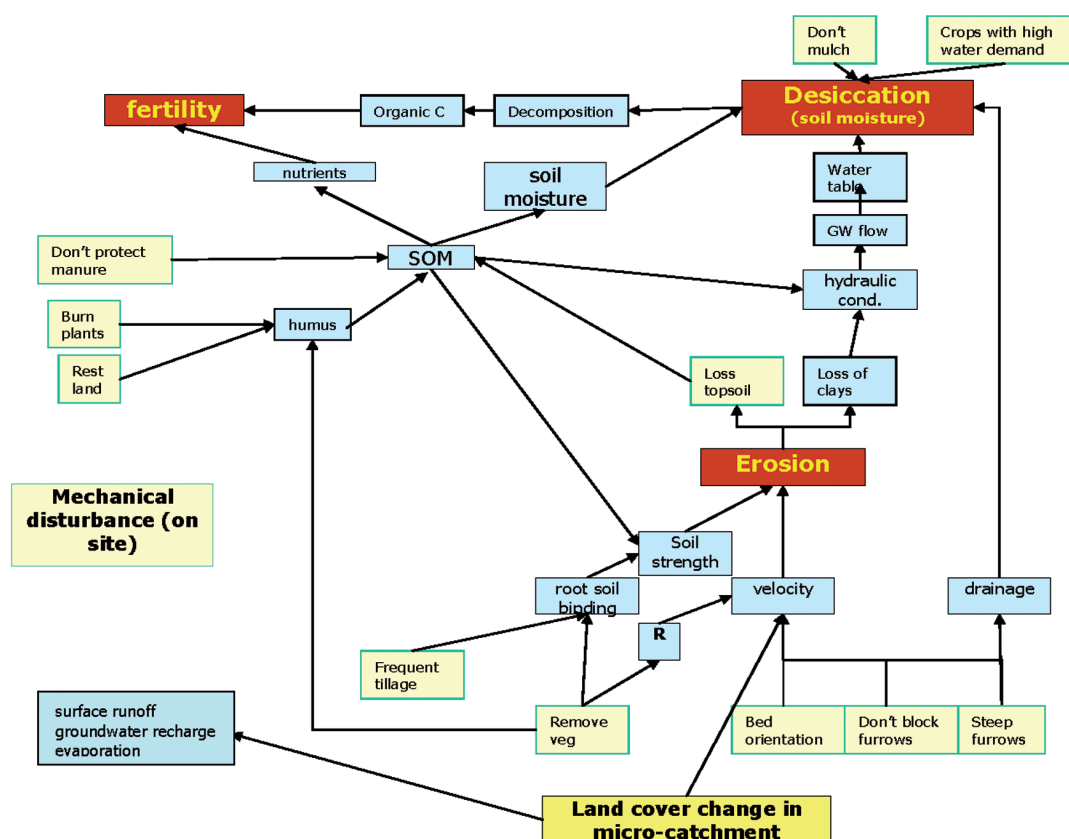 Don't
mulch
Crops with high
water demand
Desiccation
(soil moisture)
fertility
Organic C
Decomposition
nutrients
soil
moisture
Water
table
GW flow
Don't protect
manure
SOM
hydraulic
cond.
Burn
plants
humus
Rest
land
Loss
topsoil
Loss of
clays
Erosion
Mechanical
disturbance (on
site)
Soil
strength
root soil
binding
velocity
drainage
R
Frequent
tillage
surface runoff
groundwater recharge
evaporation
Remove
veg
Bed
orientation
Don't block
furrows
Steep
furrows
Land cover change in
micro-catchment